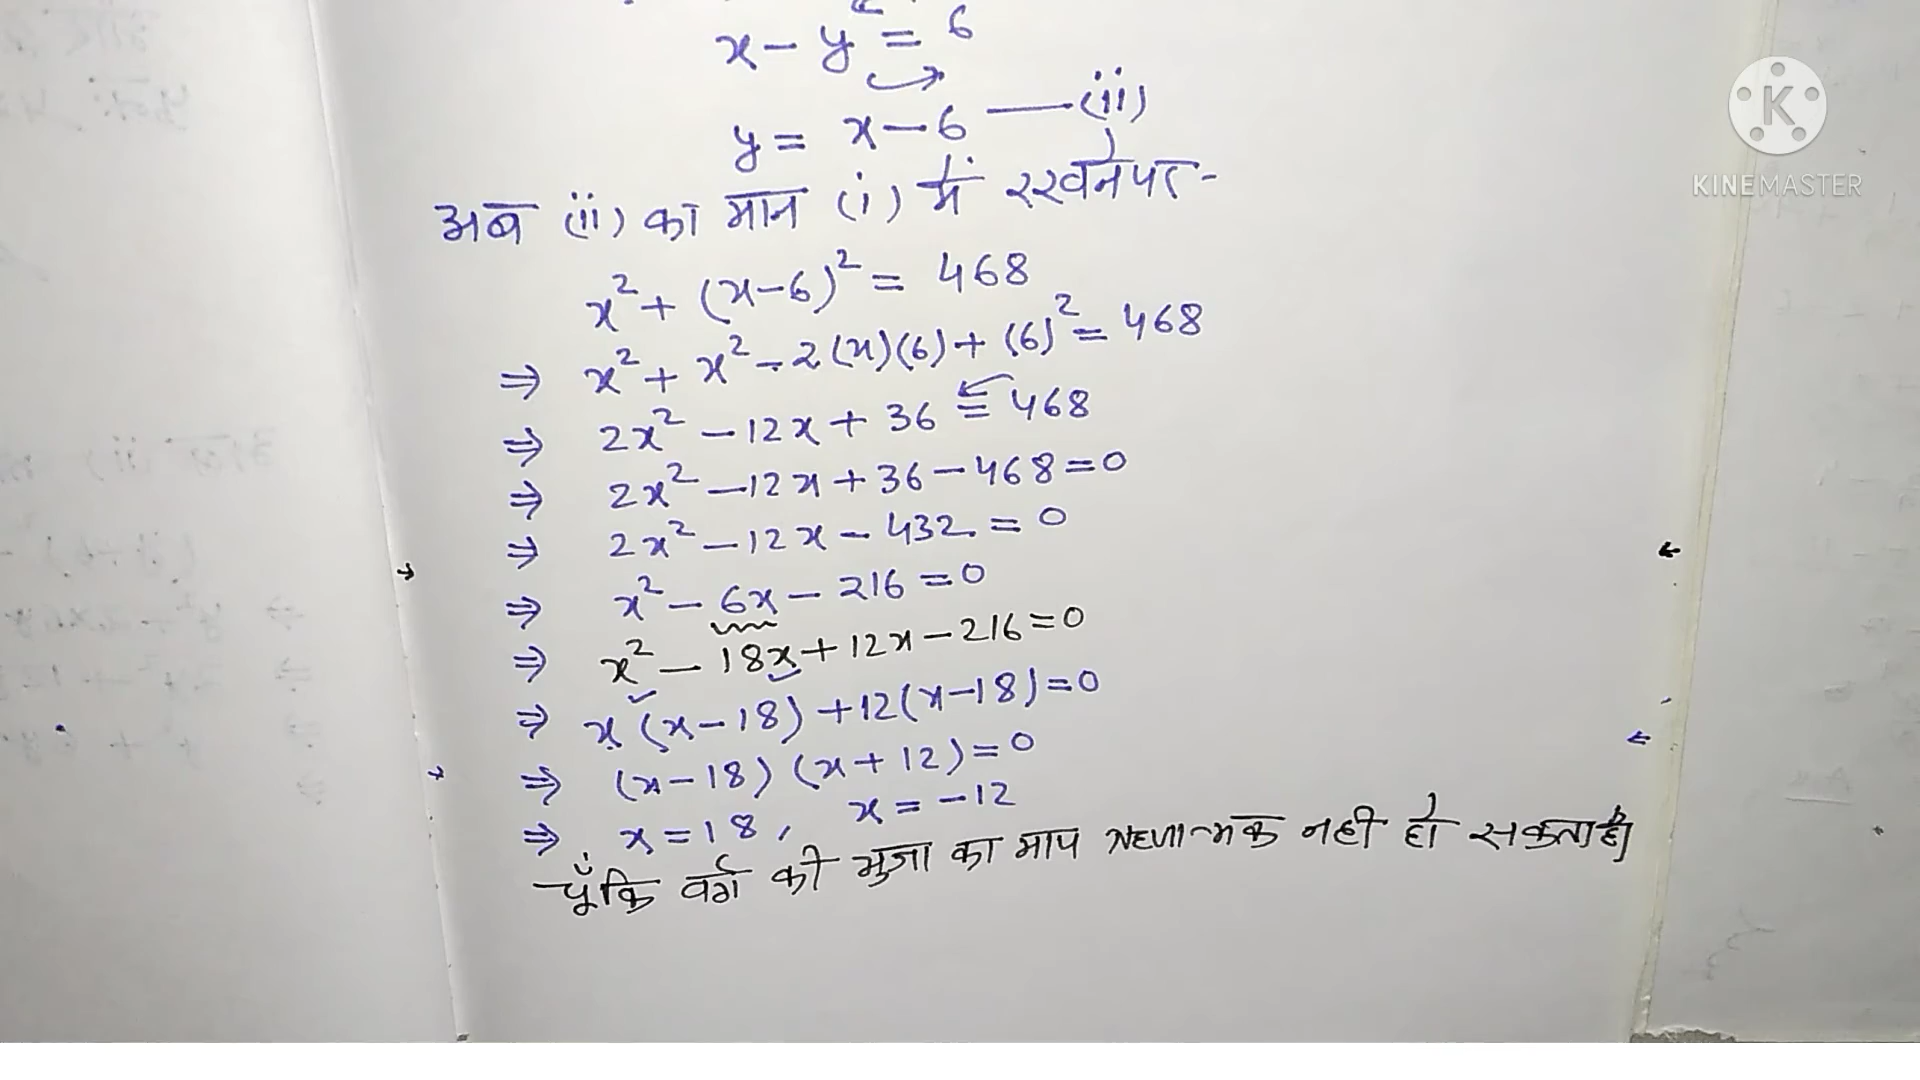 x - y = 6
y = x - 6 —(ii)
अब (ii) का मान (i) में रखने पर -
x² + (x-6)² = 468
⇒ x² + x² - 2(x)(6) + (6)² = 468
⇒ 2x² - 12x + 36 = 468
⇒ 2x² - 12x + 36 - 468 = 0
⇒ 2x² - 12x - 432 = 0
⇒ x² - 6x - 216 = 0
⇒ x² - 18x + 12x - 216 = 0
⇒ x(x-18) + 12(x-18) = 0
⇒ (x-18) (x+12) = 0
⇒ x = 18, x = -12
चूँकि वर्ग की भुजा का माप ऋणात्मक नहीं हो सकता है।
K
KINEMASTER